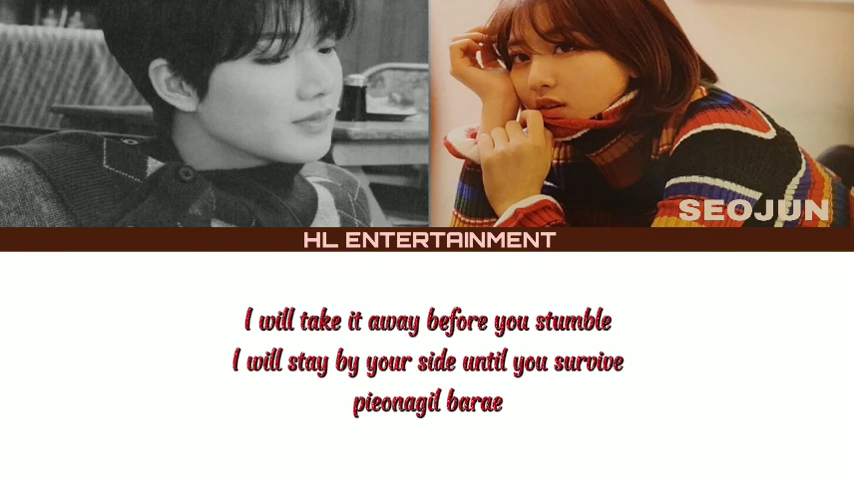 SEOJUN
HL ENTERTAINMENT
I will take it away before you stumble
I will stay by your side until you survive
pieonagil barae